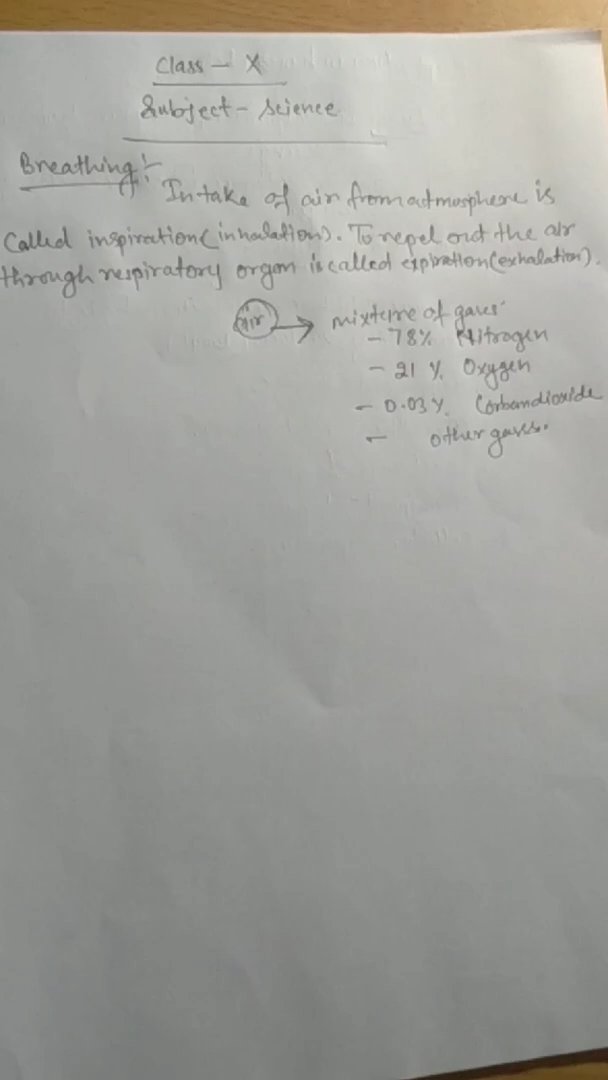 Class - X
Subject - Science
Breathing :-
Intake of air from atmosphere is
Called inspiration (inhalation). To repel out the air
through respiratory organ is called expiration (exhalation).
air → mixture of gases
- 78% Nitrogen
- 21% Oxygen
- 0.03% Carbondioxide
- other gases.